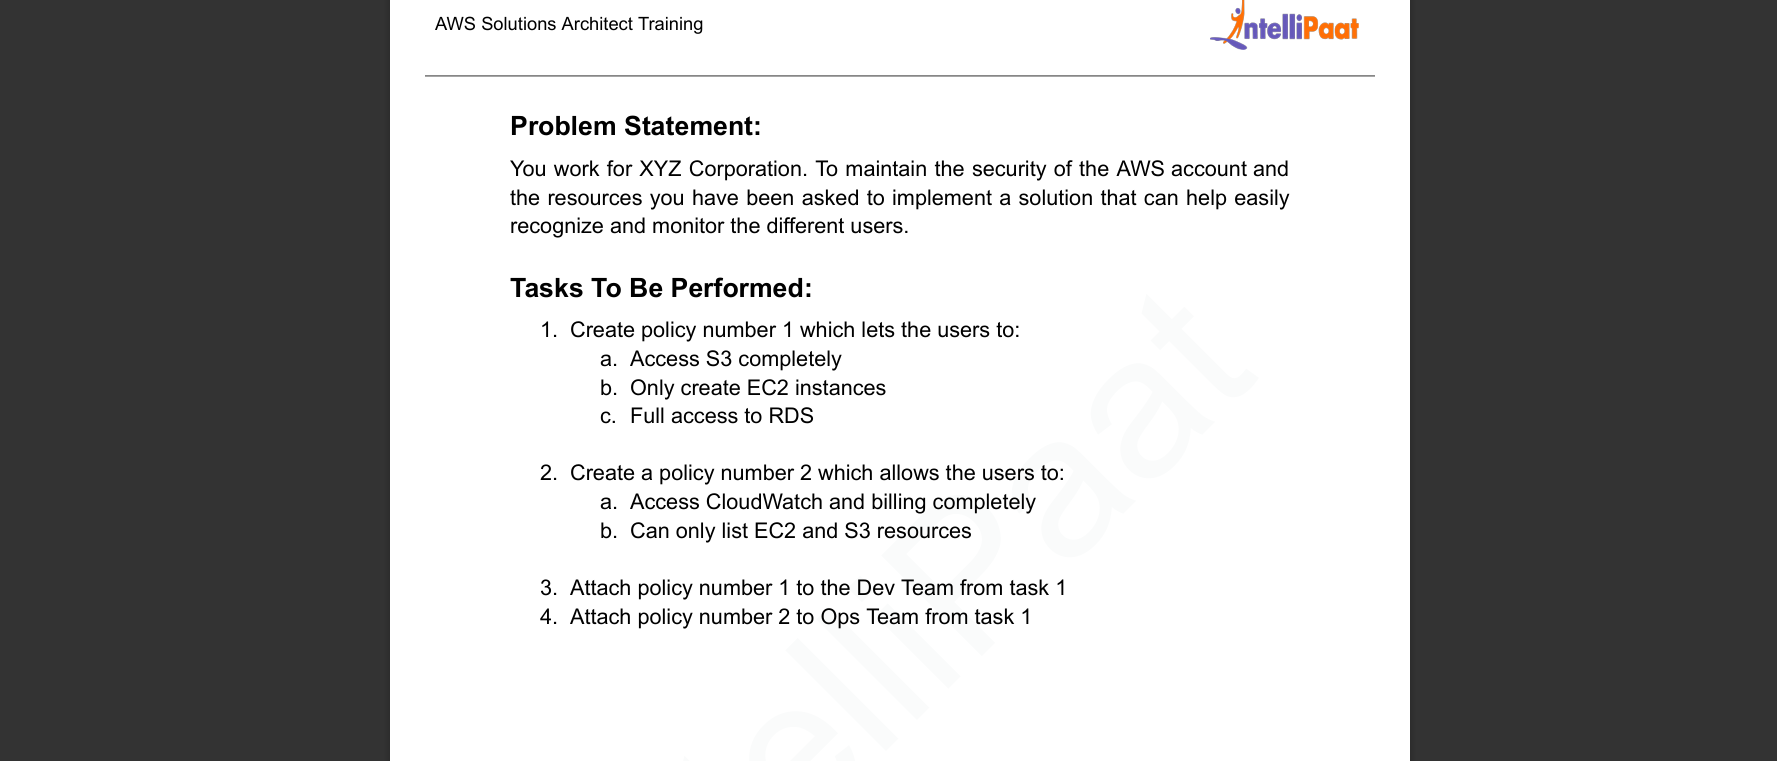 AWS Solutions Architect Training
IntelliPaat
Problem Statement:
You work for XYZ Corporation. To maintain the security of the AWS account and
the resources you have been asked to implement a solution that can help easily
recognize and monitor the different users.
Tasks To Be Performed:
1. Create policy number 1 which lets the users to:
a. Access S3 completely
b. Only create EC2 instances
c. Full access to RDS
2. Create a policy number 2 which allows the users to:
a. Access CloudWatch and billing completely
b. Can only list EC2 and S3 resources
3. Attach policy number 1 to the Dev Team from task 1
4. Attach policy number 2 to Ops Team from task 1
elliPaat